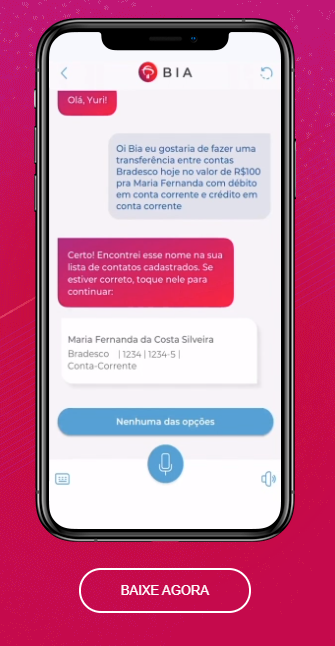 BIA
Olá, Yuri!
Oi Bia eu gostaria de fazer uma
transferência entre contas
Bradesco hoje no valor de R$100
pra Maria Fernanda com débito
em conta corrente e crédito em
conta corrente
Certo! Encontrei esse nome na sua
lista de contatos cadastrados. Se
estiver correto, toque nele para
continuar:
Maria Fernanda da Costa Silveira
Bradesco | 1234 | 1234-5 |
Conta-Corrente
Nenhuma das opções
BAIXE AGORA